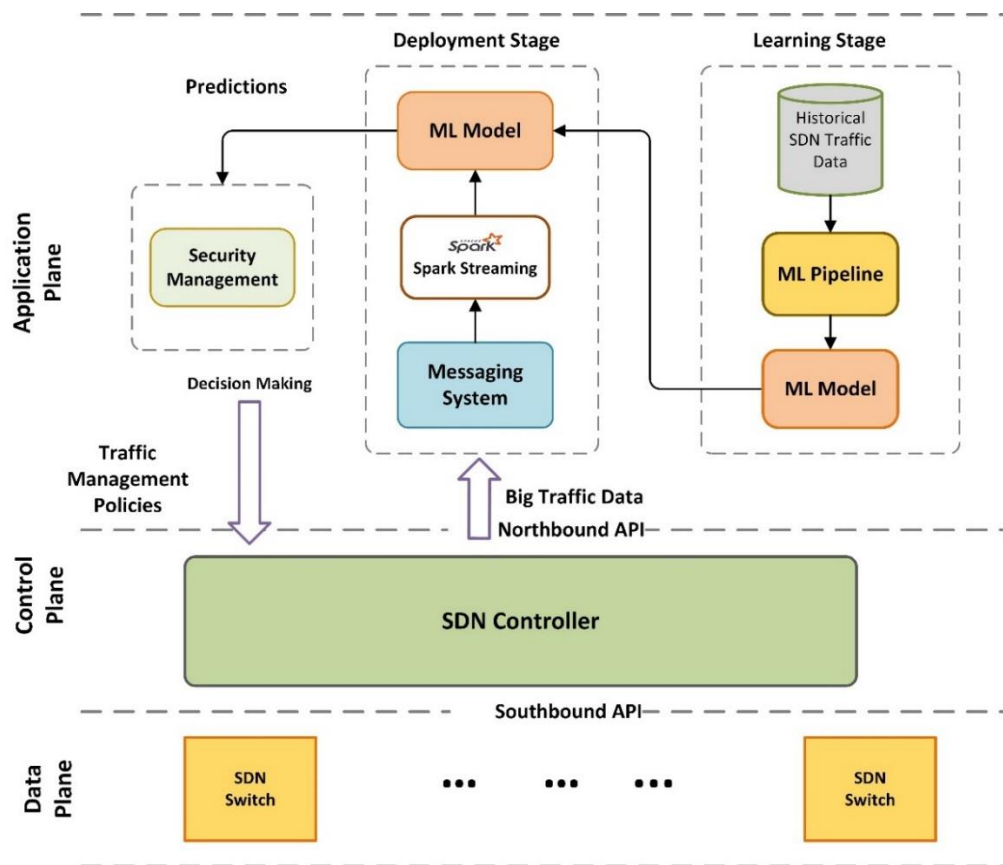 Deployment Stage
Learning Stage
Predictions
ML Model
Historical
SDN Traffic
Data
Security
Management
Spark
Spark Streaming
ML Pipeline
Messaging
System
ML Model
Decision Making
Traffic
Management
Policies
Big Traffic Data
Northbound API
Application
Plane
SDN Controller
Control
Plane
Southbound API
SDN
Switch
...
...
...
SDN
Switch
Data
Plane